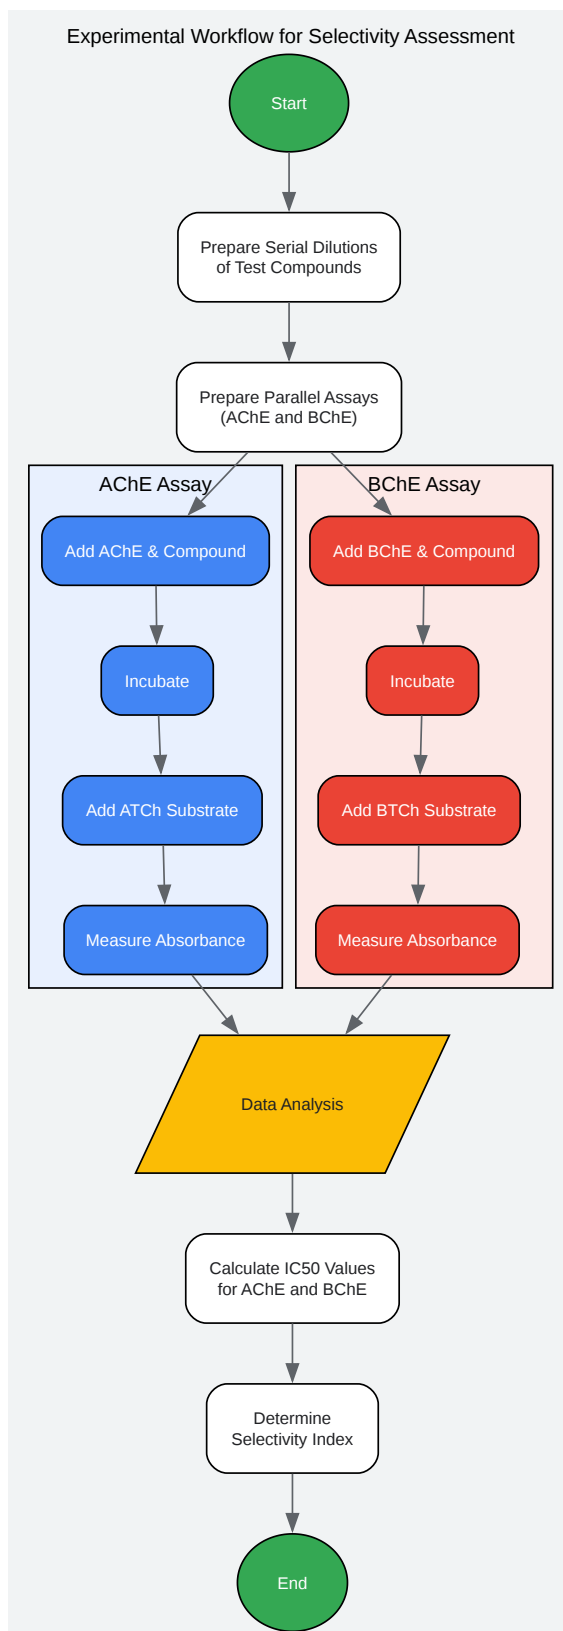 Experimental Workflow for Selectivity Assessment
Start
Prepare Serial Dilutions
of Test Compounds
Prepare Parallel Assays
(AChE and BChE)
AChE Assay
Add AChE & Compound
Incubate
Add ATCh Substrate
Measure Absorbance
BChE Assay
Add BChE & Compound
Incubate
Add BTCh Substrate
Measure Absorbance
Data Analysis
Calculate IC50 Values
for AChE and BChE
Determine
Selectivity Index
End